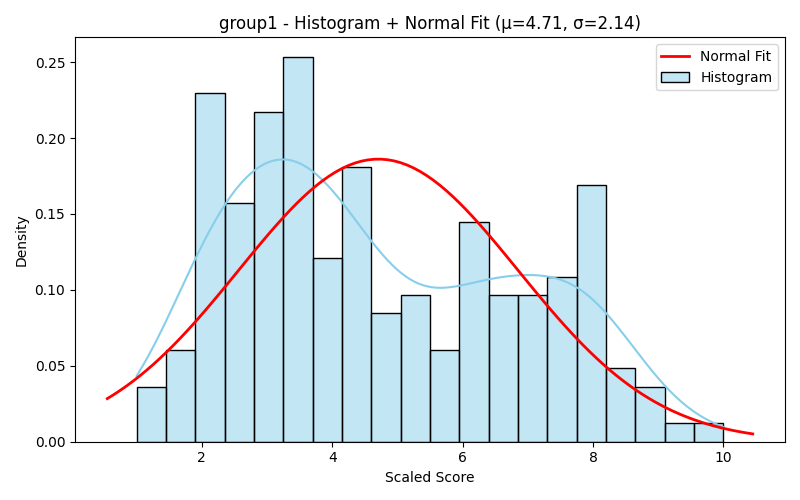 group1 - Histogram + Normal Fit (μ=4.71, σ=2.14)
Normal Fit
Histogram
0.25
0.20
0.15
0.10
0.05
0.00
Density
2 4 6 8 10
Scaled Score